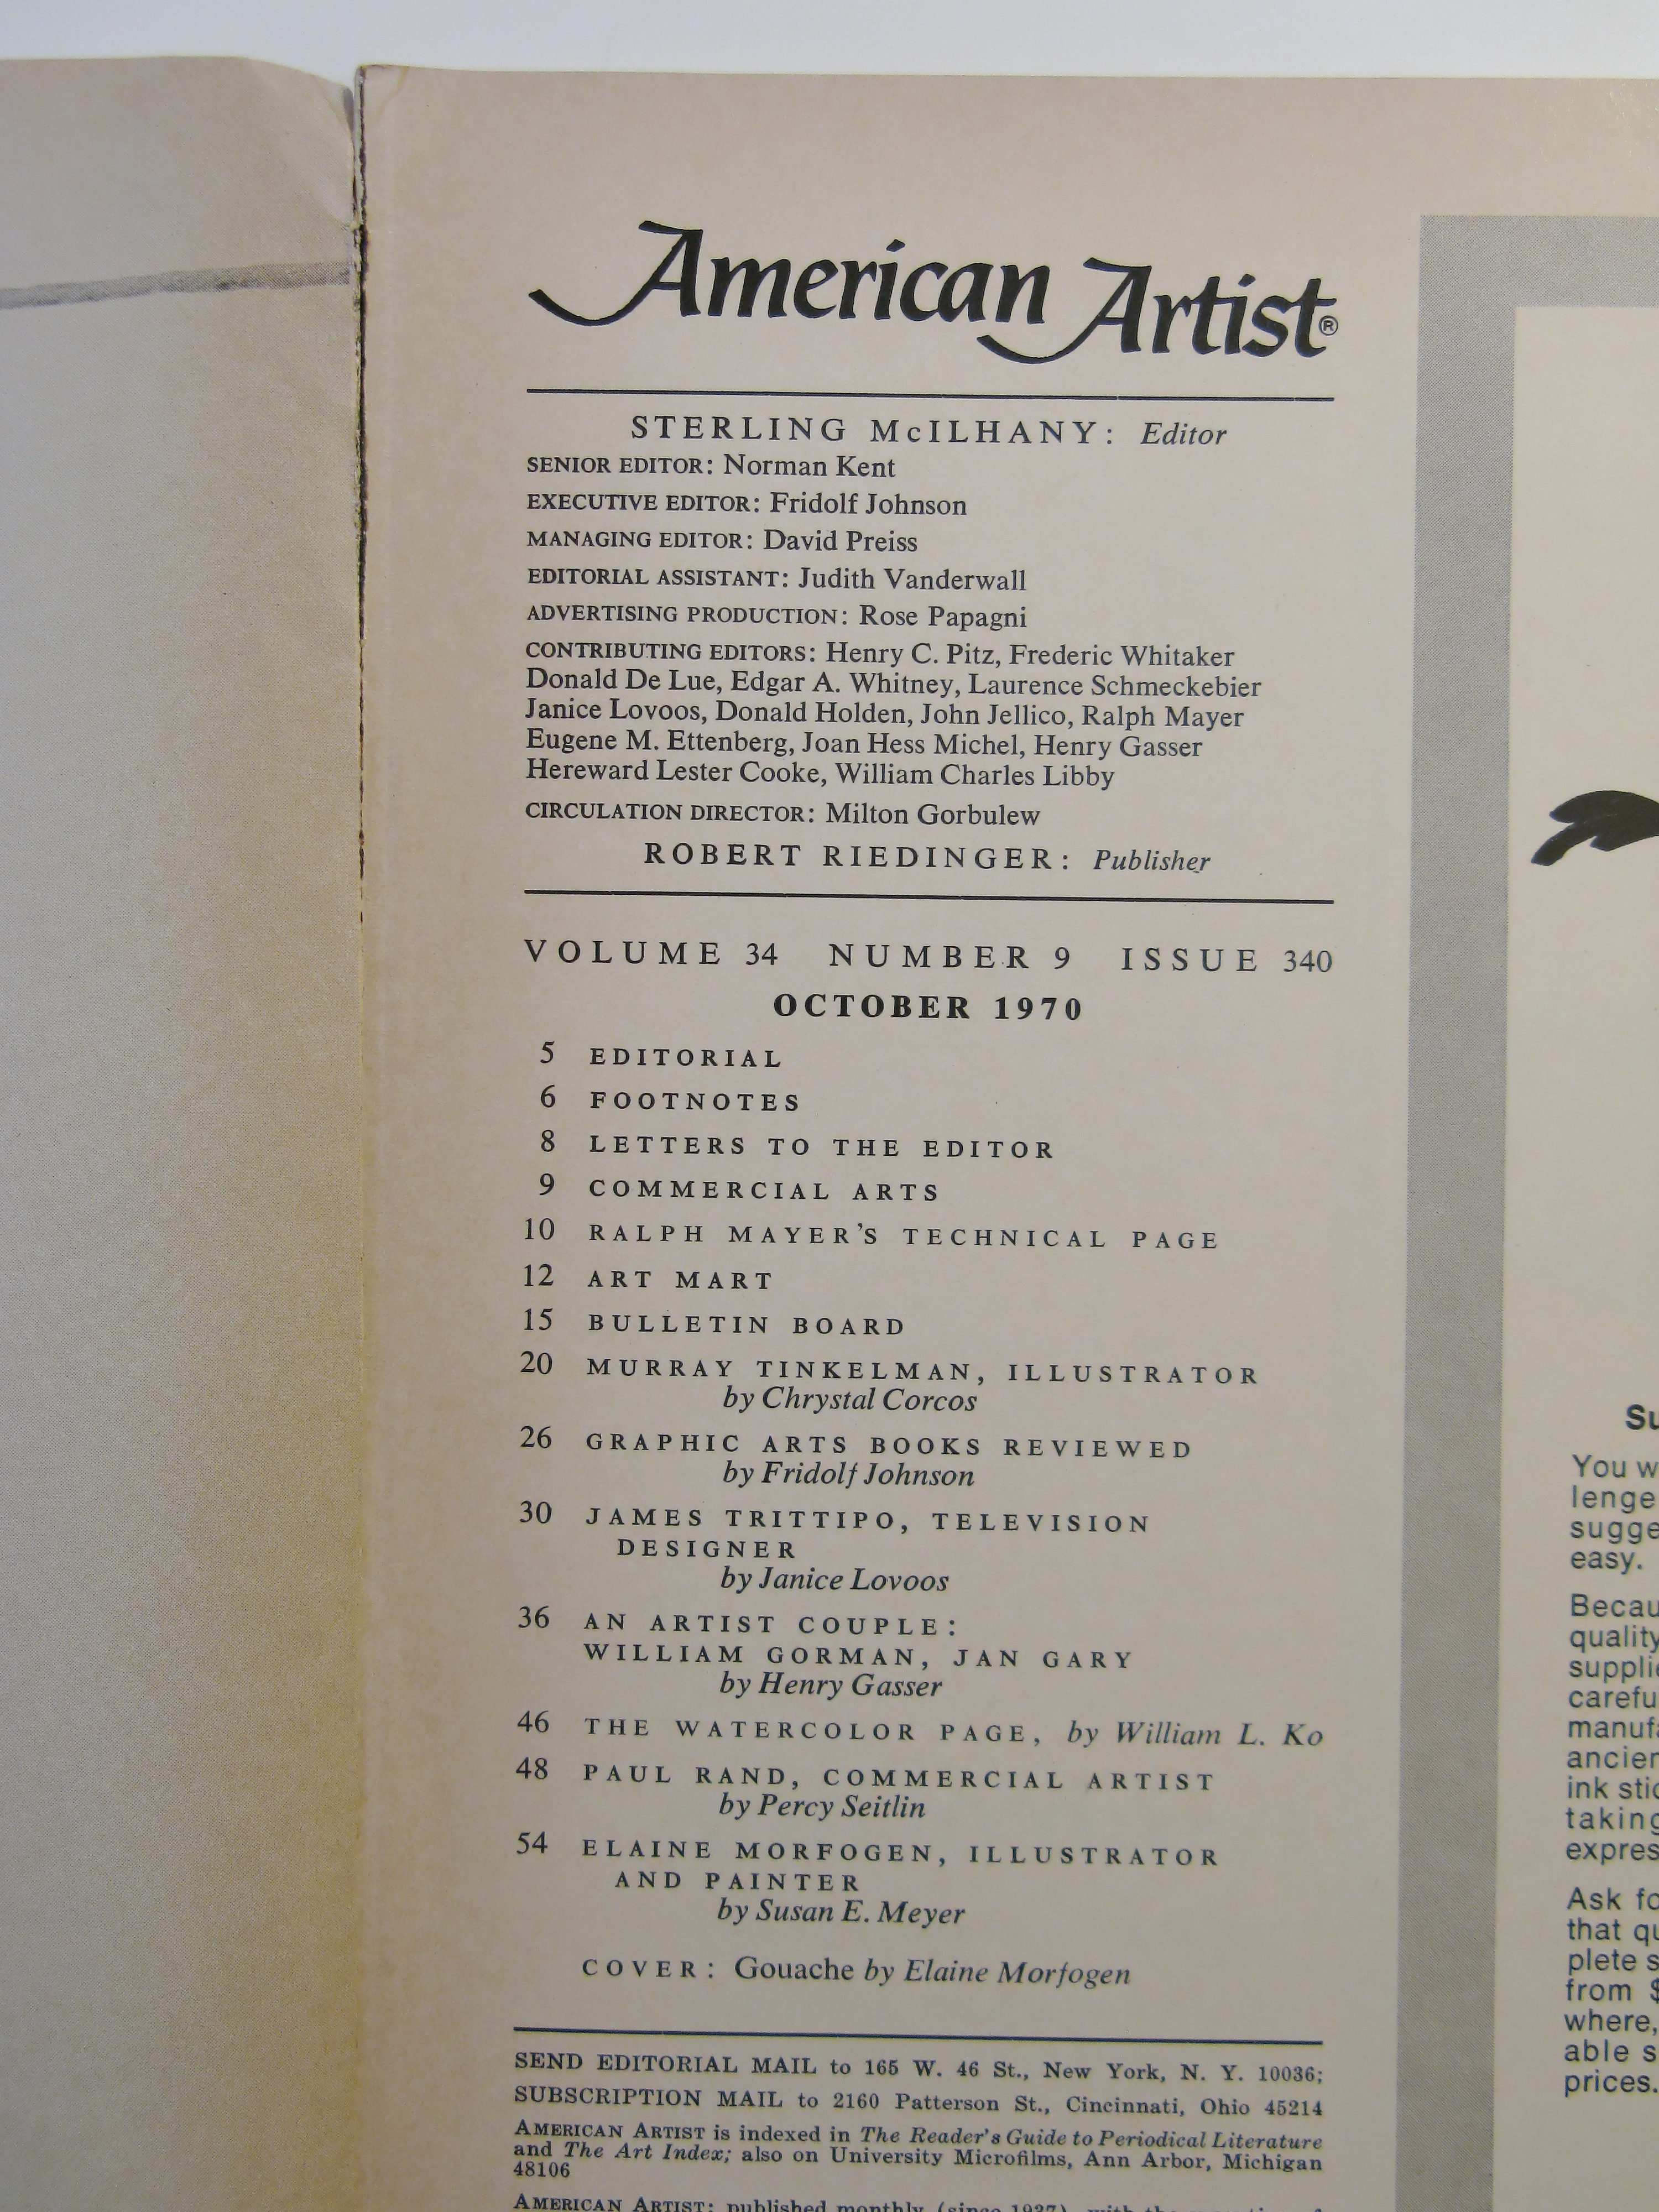 American Artist®
STERLING McILHANY: Editor
SENIOR EDITOR: Norman Kent
EXECUTIVE EDITOR: Fridolf Johnson
MANAGING EDITOR: David Preiss
EDITORIAL ASSISTANT: Judith Vanderwall
ADVERTISING PRODUCTION: Rose Papagni
CONTRIBUTING EDITORS: Henry C. Pitz, Frederic Whitaker
Donald De Lue, Edgar A. Whitney, Laurence Schmeckebier
Janice Lovoos, Donald Holden, John Jellico, Ralph Mayer
Eugene M. Ettenberg, Joan Hess Michel, Henry Gasser
Hereward Lester Cooke, William Charles Libby
CIRCULATION DIRECTOR: Milton Gorbulew
ROBERT RIEDINGER: Publisher
VOLUME 34 NUMBER 9 ISSUE 340
OCTOBER 1970
5 EDITORIAL
6 FOOTNOTES
8 LETTERS TO THE EDITOR
9 COMMERCIAL ARTS
10 RALPH MAYER'S TECHNICAL PAGE
12 ART MART
15 BULLETIN BOARD
20 MURRAY TINKELMAN, ILLUSTRATOR
by Chrystal Corcos
26 GRAPHIC ARTS BOOKS REVIEWED
by Fridolf Johnson
30 JAMES TRITTIPO, TELEVISION
DESIGNER
by Janice Lovoos
36 AN ARTIST COUPLE:
WILLIAM GORMAN, JAN GARY
by Henry Gasser
46 THE WATERCOLOR PAGE, by William L. Ko
48 PAUL RAND, COMMERCIAL ARTIST
by Percy Seitlin
54 ELAINE MORFOGEN, ILLUSTRATOR
AND PAINTER
by Susan E. Meyer
COVER: Gouache by Elaine Morfogen
SEND EDITORIAL MAIL to 165 W. 46 St., New York, N. Y. 10036;
SUBSCRIPTION MAIL to 2160 Patterson St., Cincinnati, Ohio 45214
AMERICAN ARTIST is indexed in The Reader's Guide to Periodical Literature
and The Art Index; also on University Microfilms, Ann Arbor, Michigan
48106
AMERICAN ARTIST: published monthly (since 1937), with the
Su
You w
lenge
sugge
easy.
Becau
quality
supplie
carefu
manufa
ancien
ink stic
taking
expres
Ask fo
that qu
plete s
from $
where,
able s
prices.